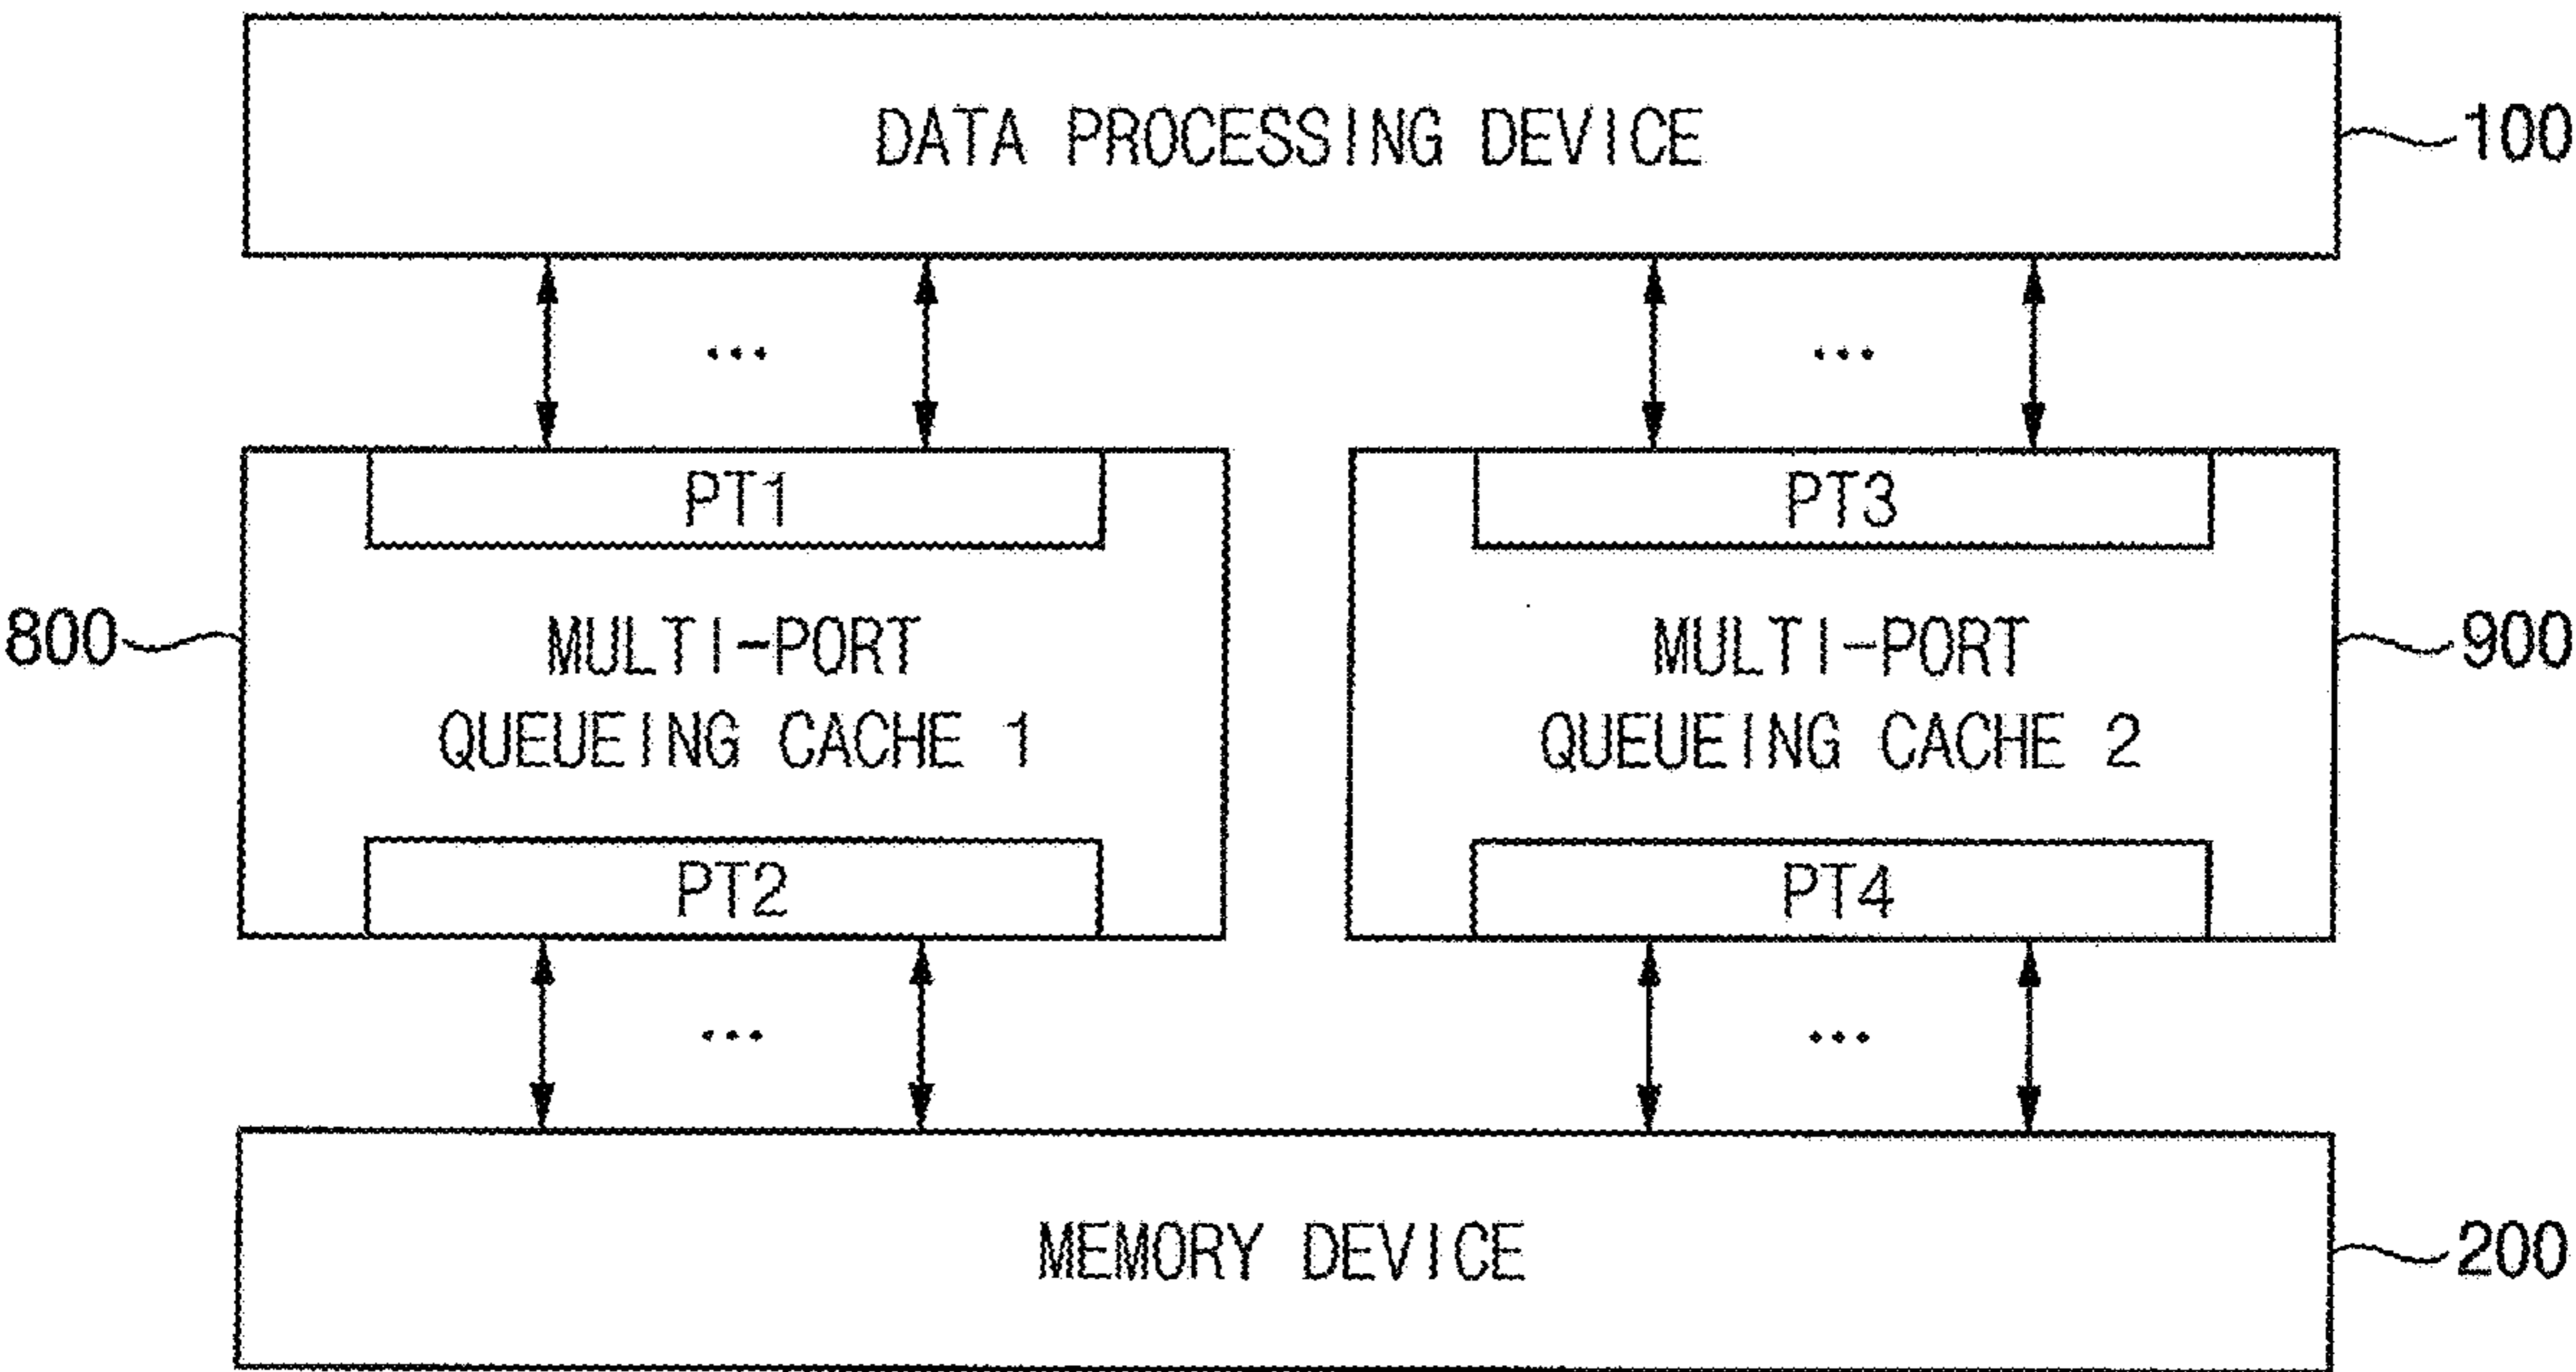 DATA PROCESSING DEVICE
100
...
...
PT1
PT3
800
MULTI-PORT
QUEUEING CACHE 1
MULTI-PORT
QUEUEING CACHE 2
900
PT2
PT4
...
...
MEMORY DEVICE
200